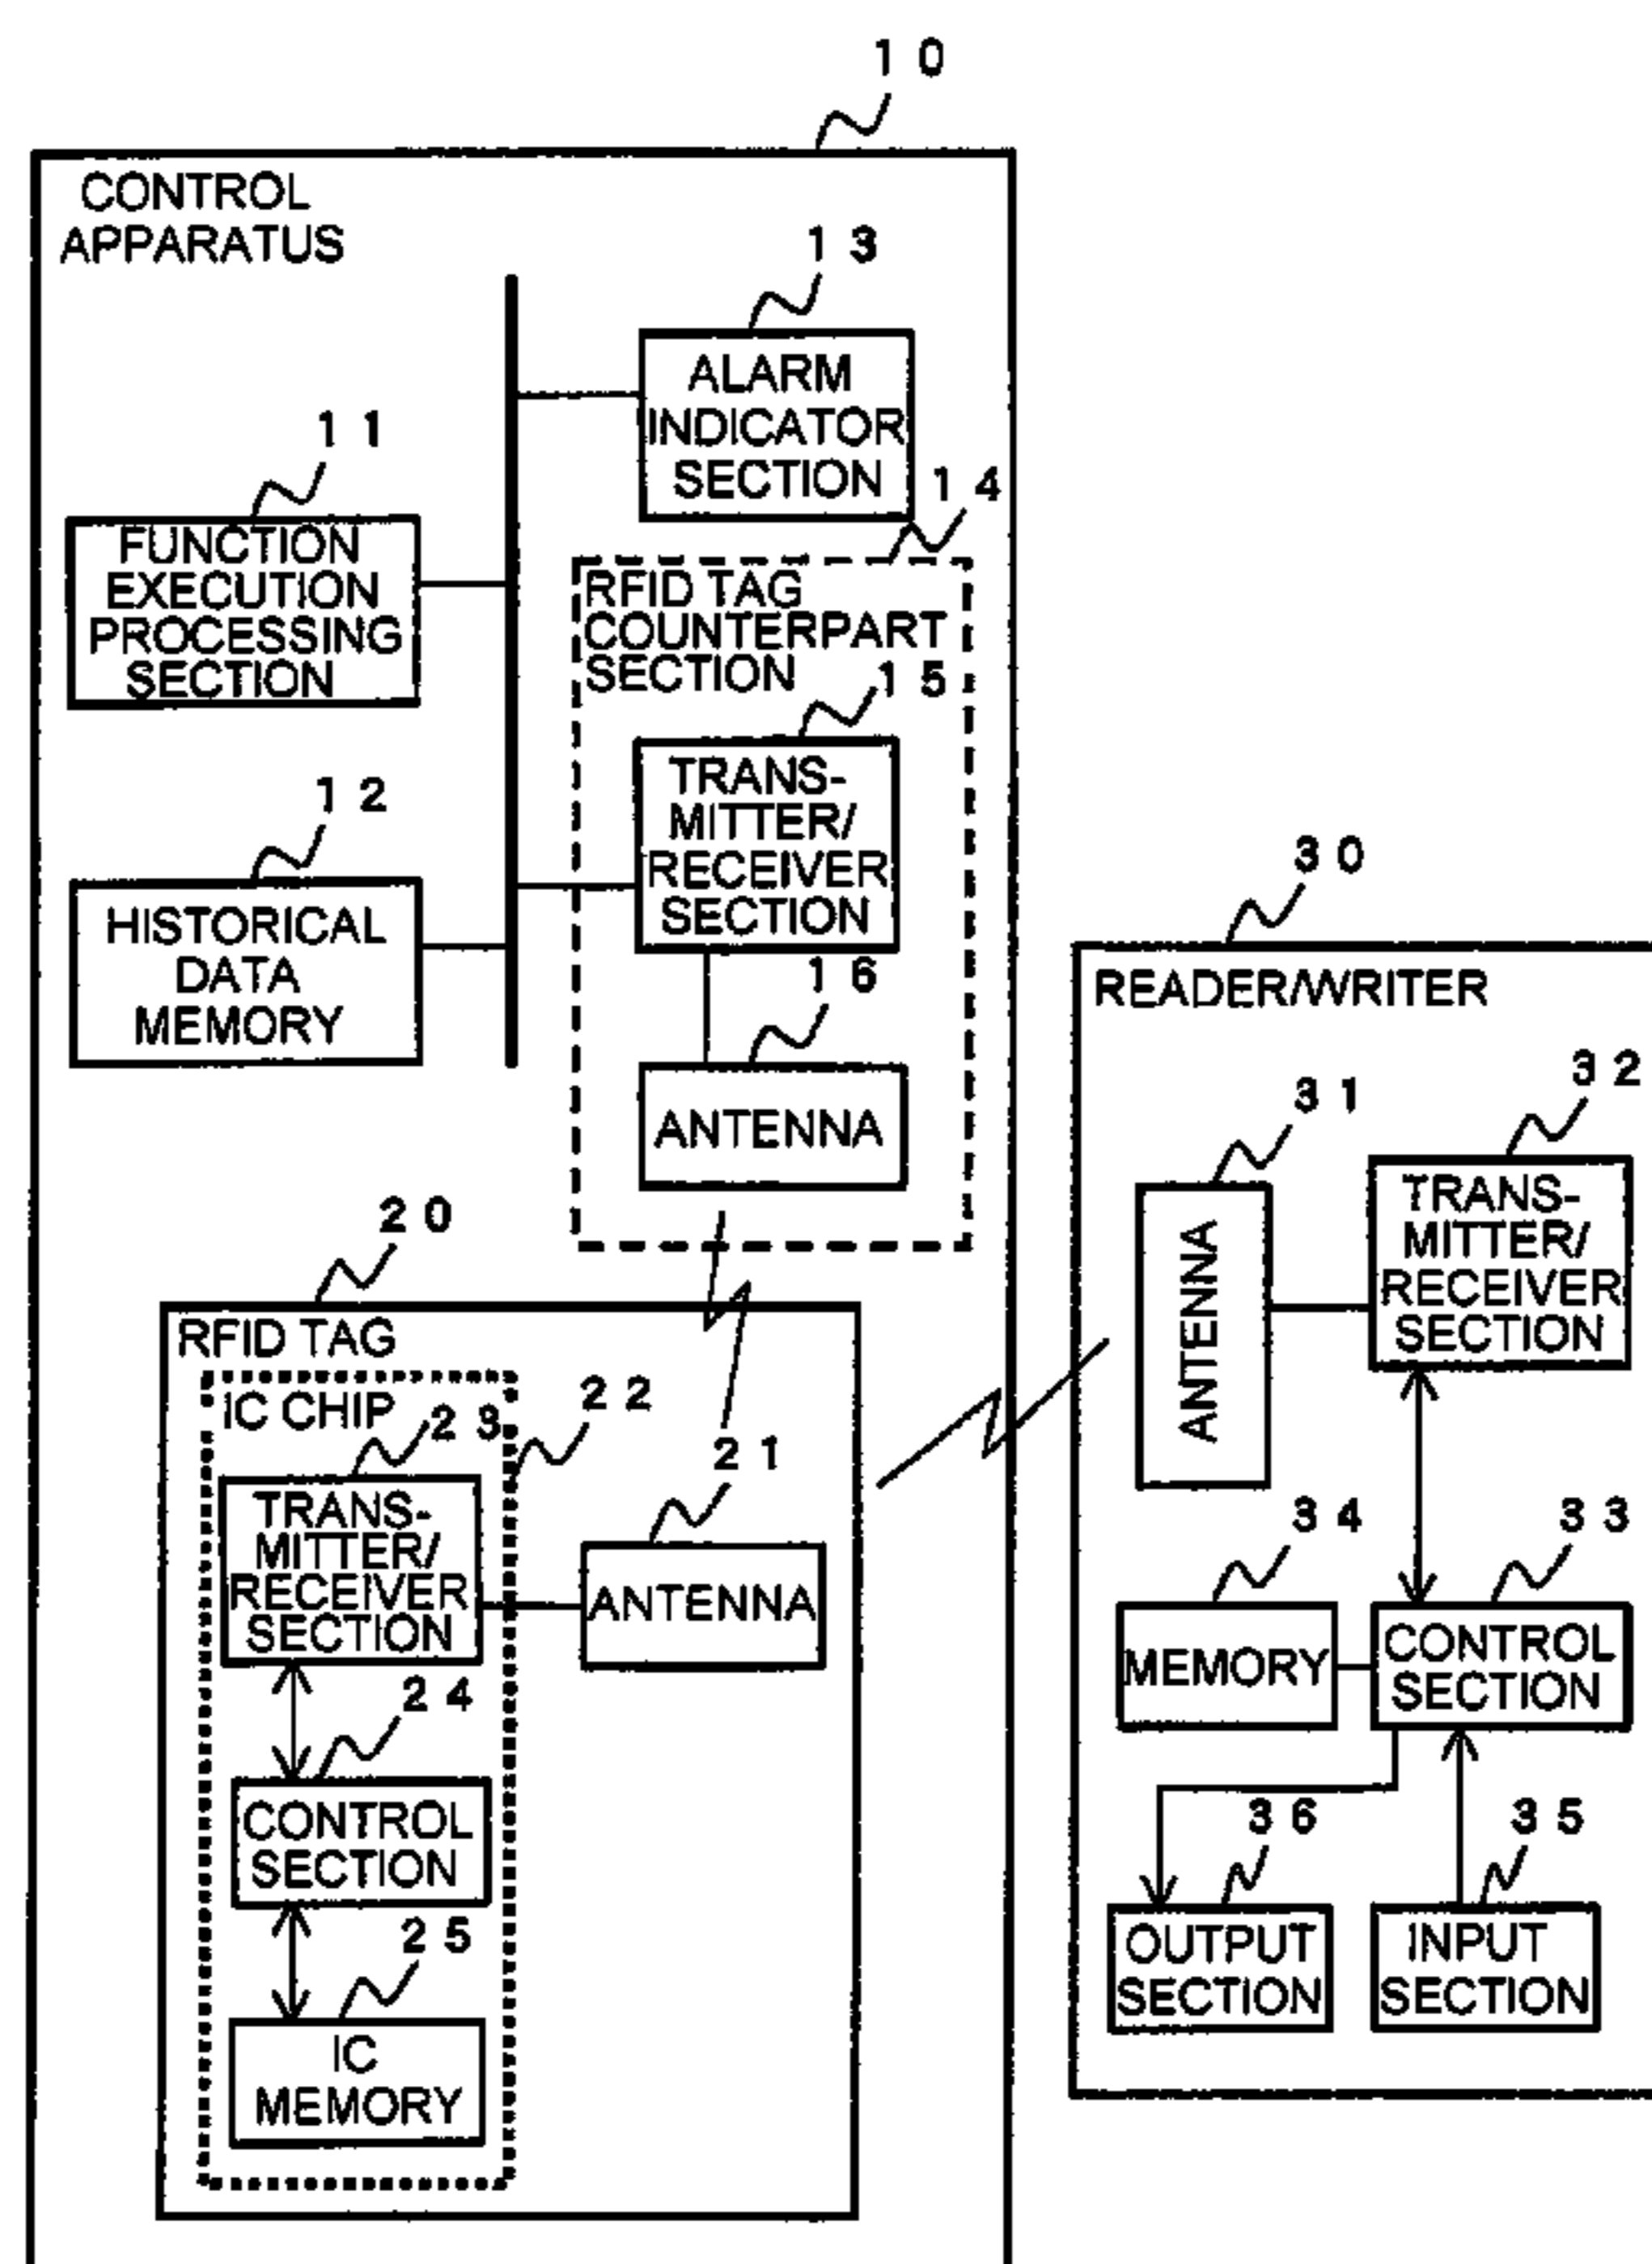 10
CONTROL
APPARATUS
13
ALARM
INDICATOR
SECTION
11
FUNCTION
EXECUTION
PROCESSING
SECTION
14
RFID TAG
COUNTERPART
SECTION
15
TRANS-
MITTER/
RECEIVER
SECTION
12
HISTORICAL
DATA
MEMORY
16
ANTENNA
20
RFID TAG
IC CHIP
22
23
TRANS-
MITTER/
RECEIVER
SECTION
21
ANTENNA
24
CONTROL
SECTION
25
IC
MEMORY
30
READER/WRITER
31
ANTENNA
32
TRANS-
MITTER/
RECEIVER
SECTION
34
MEMORY
33
CONTROL
SECTION
36
OUTPUT
SECTION
35
INPUT
SECTION